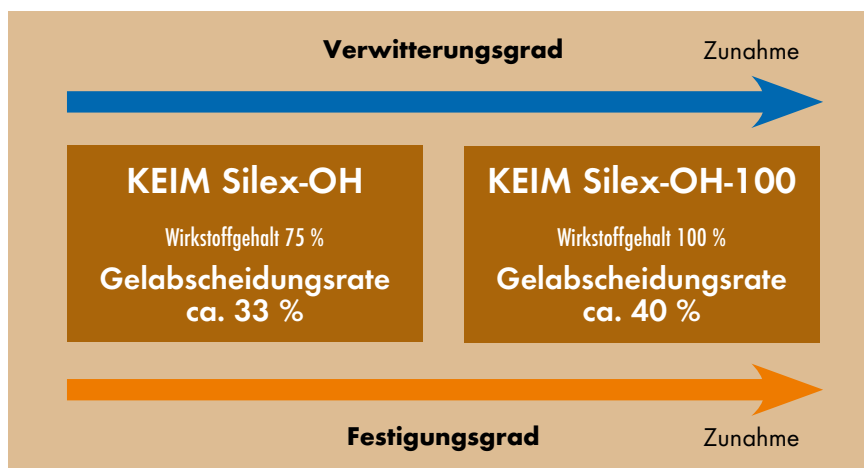 Verwitterungsgrad Zunahme
KEIM Silex-OH
Wirkstoffgehalt 75 %
Gelabscheidungsrate
ca. 33 %
KEIM Silex-OH-100
Wirkstoffgehalt 100 %
Gelabscheidungsrate
ca. 40 %
Festigungsgrad Zunahme